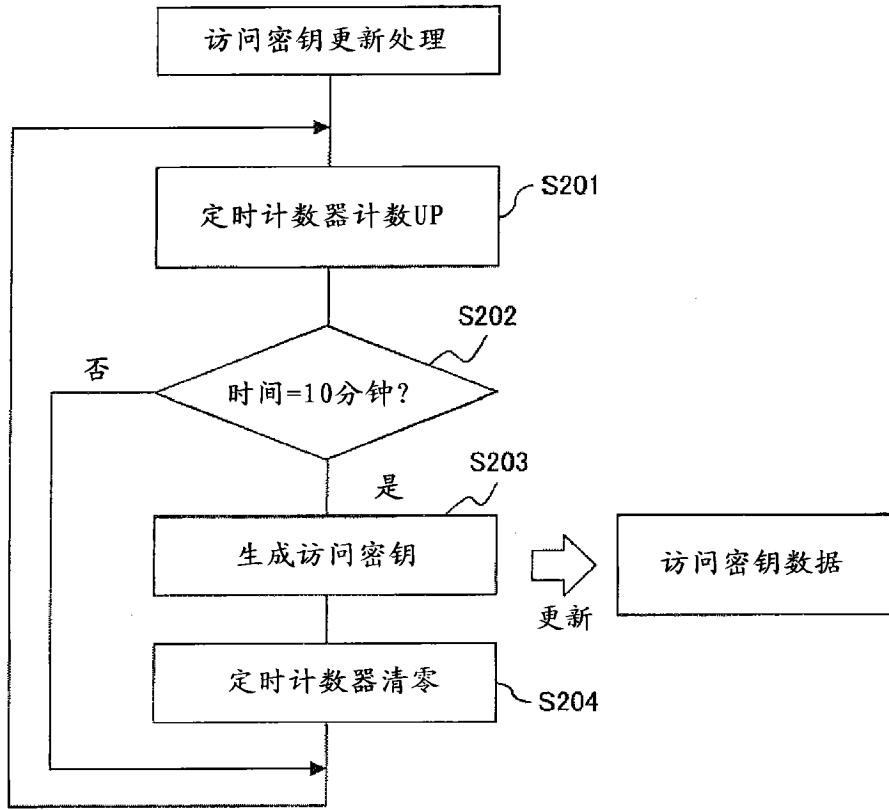 访问密钥更新处理
定时计数器计数UP
S201
S202
否
时间=10分钟?
S203
是
生成访问密钥
访问密钥数据
更新
定时计数器清零
S204